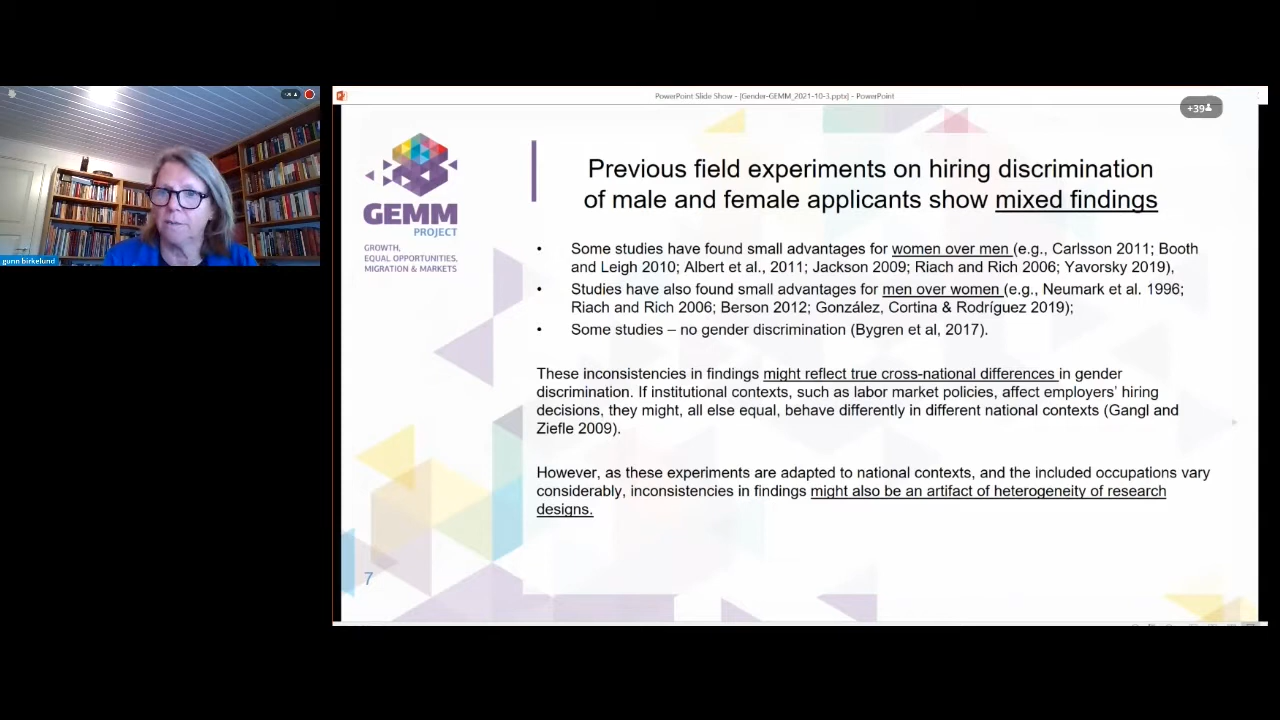 PowerPoint Slide Show - [Gender-GEMM_2021-10-3.pptx] - PowerPoint
+39
gunn birkelund
GEMM
PROJECT
GROWTH,
EQUAL OPPORTUNITIES,
MIGRATION & MARKETS
Previous field experiments on hiring discrimination
of male and female applicants show mixed findings
• Some studies have found small advantages for women over men (e.g., Carlsson 2011; Booth
and Leigh 2010; Albert et al., 2011; Jackson 2009; Riach and Rich 2006; Yavorsky 2019),
• Studies have also found small advantages for men over women (e.g., Neumark et al. 1996;
Riach and Rich 2006; Berson 2012; González, Cortina & Rodríguez 2019);
• Some studies – no gender discrimination (Bygren et al, 2017).
These inconsistencies in findings might reflect true cross-national differences in gender
discrimination. If institutional contexts, such as labor market policies, affect employers’ hiring
decisions, they might, all else equal, behave differently in different national contexts (Gangl and
Ziefle 2009).
However, as these experiments are adapted to national contexts, and the included occupations vary
considerably, inconsistencies in findings might also be an artifact of heterogeneity of research
designs.
7